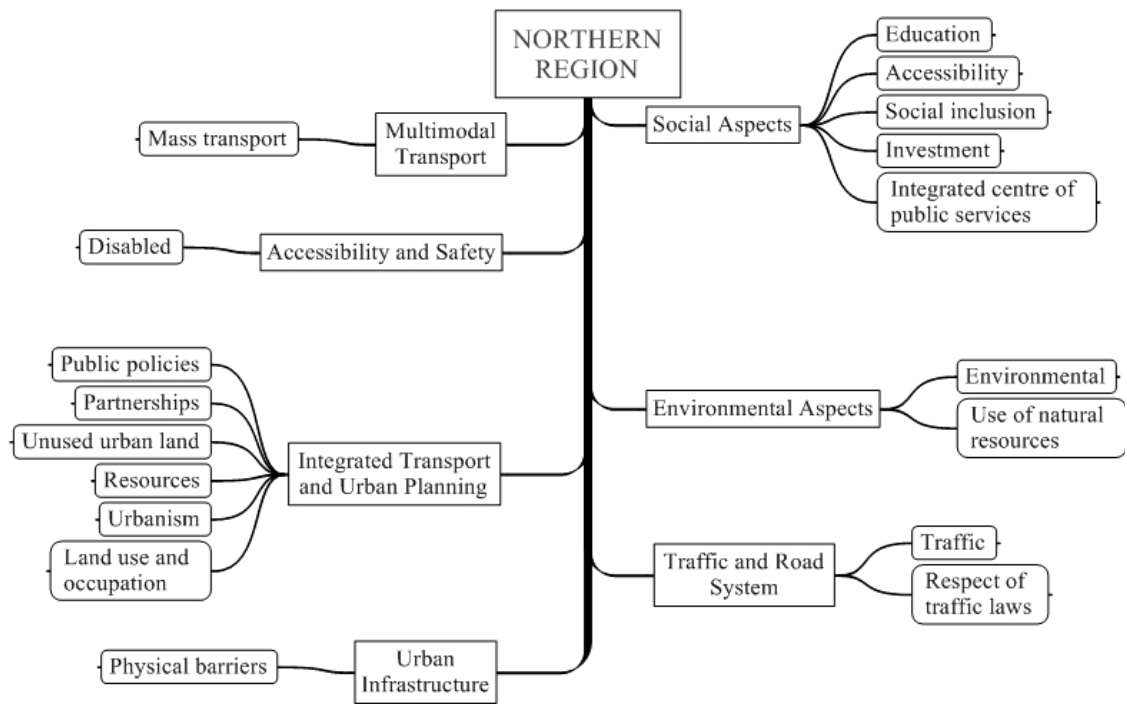 NORTHERN
REGION
Mass transport
Multimodal
Transport
Disabled
Accessibility and Safety
Public policies
Partnerships
Unused urban land
Resources
Urbanism
Land use and
occupation
Integrated Transport
and Urban Planning
Physical barriers
Urban
Infrastructure
Social Aspects
Education
Accessibility
Social inclusion
Investment
Integrated centre of
public services
Environmental Aspects
Environmental
Use of natural
resources
Traffic and Road
System
Traffic
Respect of
traffic laws